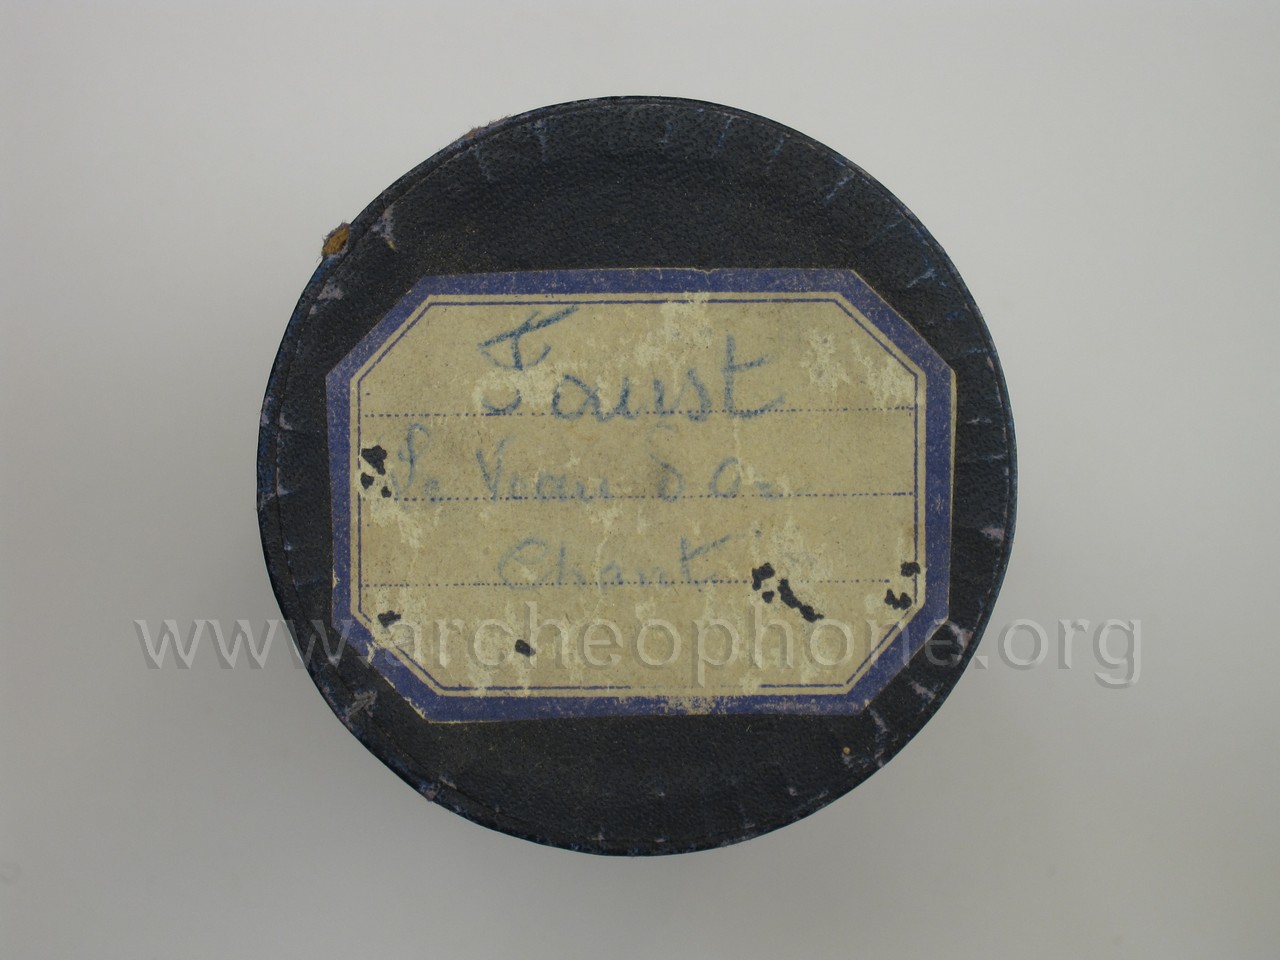 Faust
Le Veau d'Or
Chant
www.archeophone.org